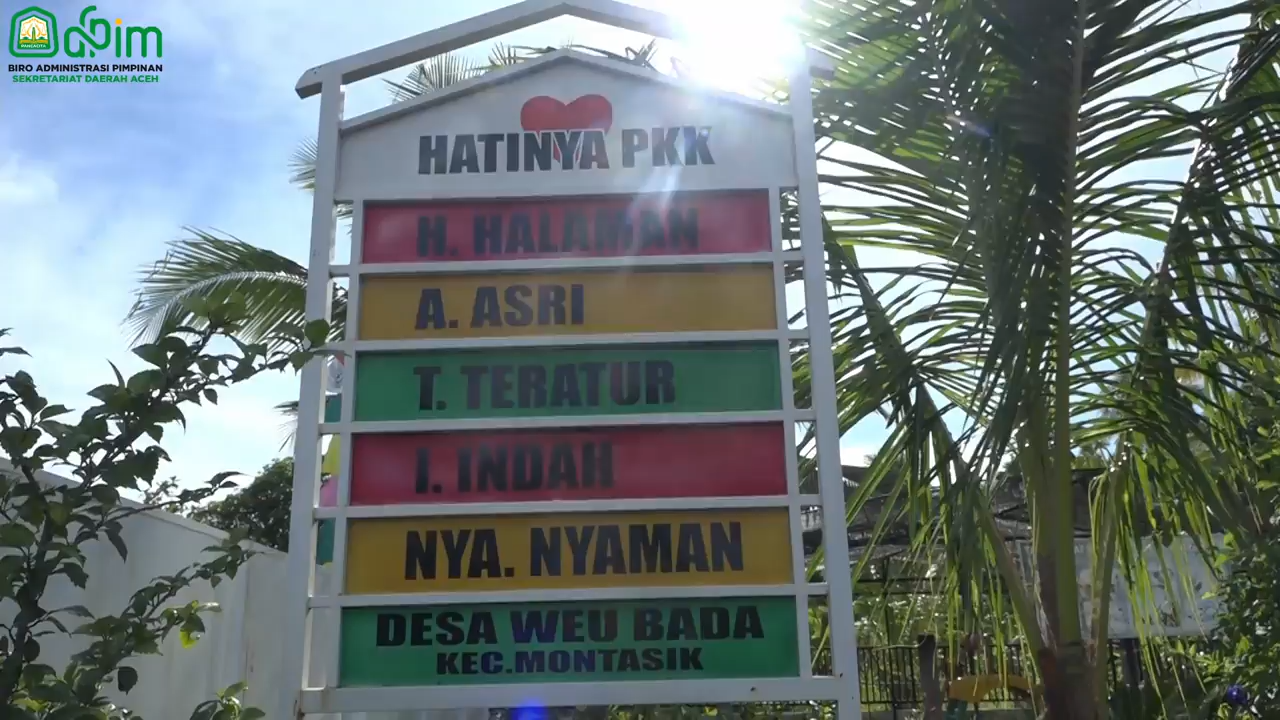 adpim
BIRO ADMINISTRASI PIMPINAN
SEKRETARIAT DAERAH ACEH
HATINYA PKK
H. HALAMAN
A. ASRI
T. TERATUR
I. INDAH
NYA. NYAMAN
DESA WEU BADA
KEC.MONTASIK